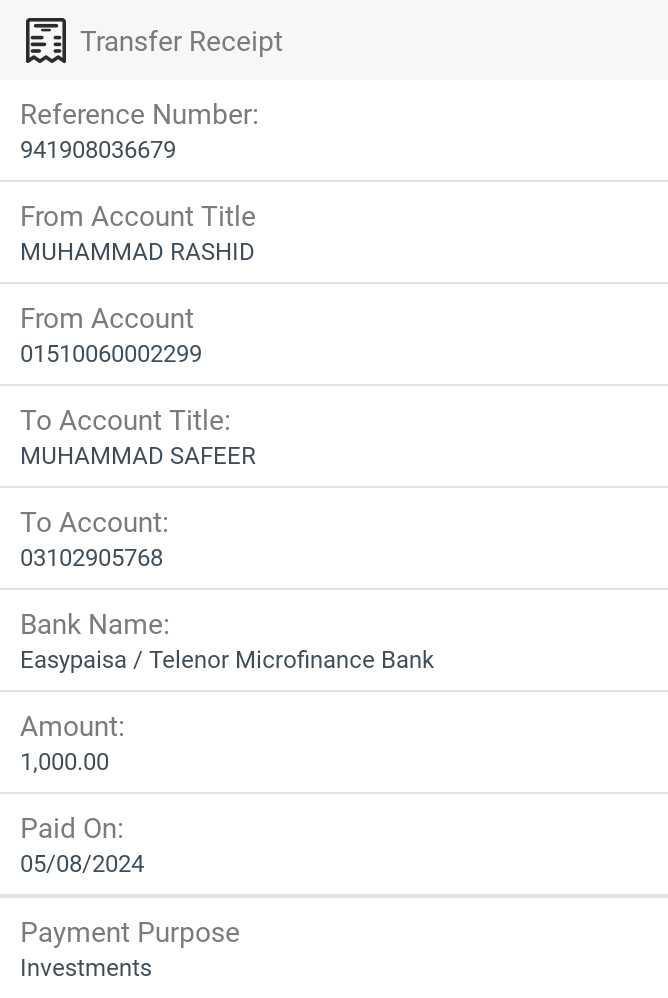 Transfer Receipt
Reference Number:
941908036679
From Account Title
MUHAMMAD RASHID
From Account
01510060002299
To Account Title:
MUHAMMAD SAFEER
To Account:
03102905768
Bank Name:
Easypaisa / Telenor Microfinance Bank
Amount:
1,000.00
Paid On:
05/08/2024
Payment Purpose
Investments